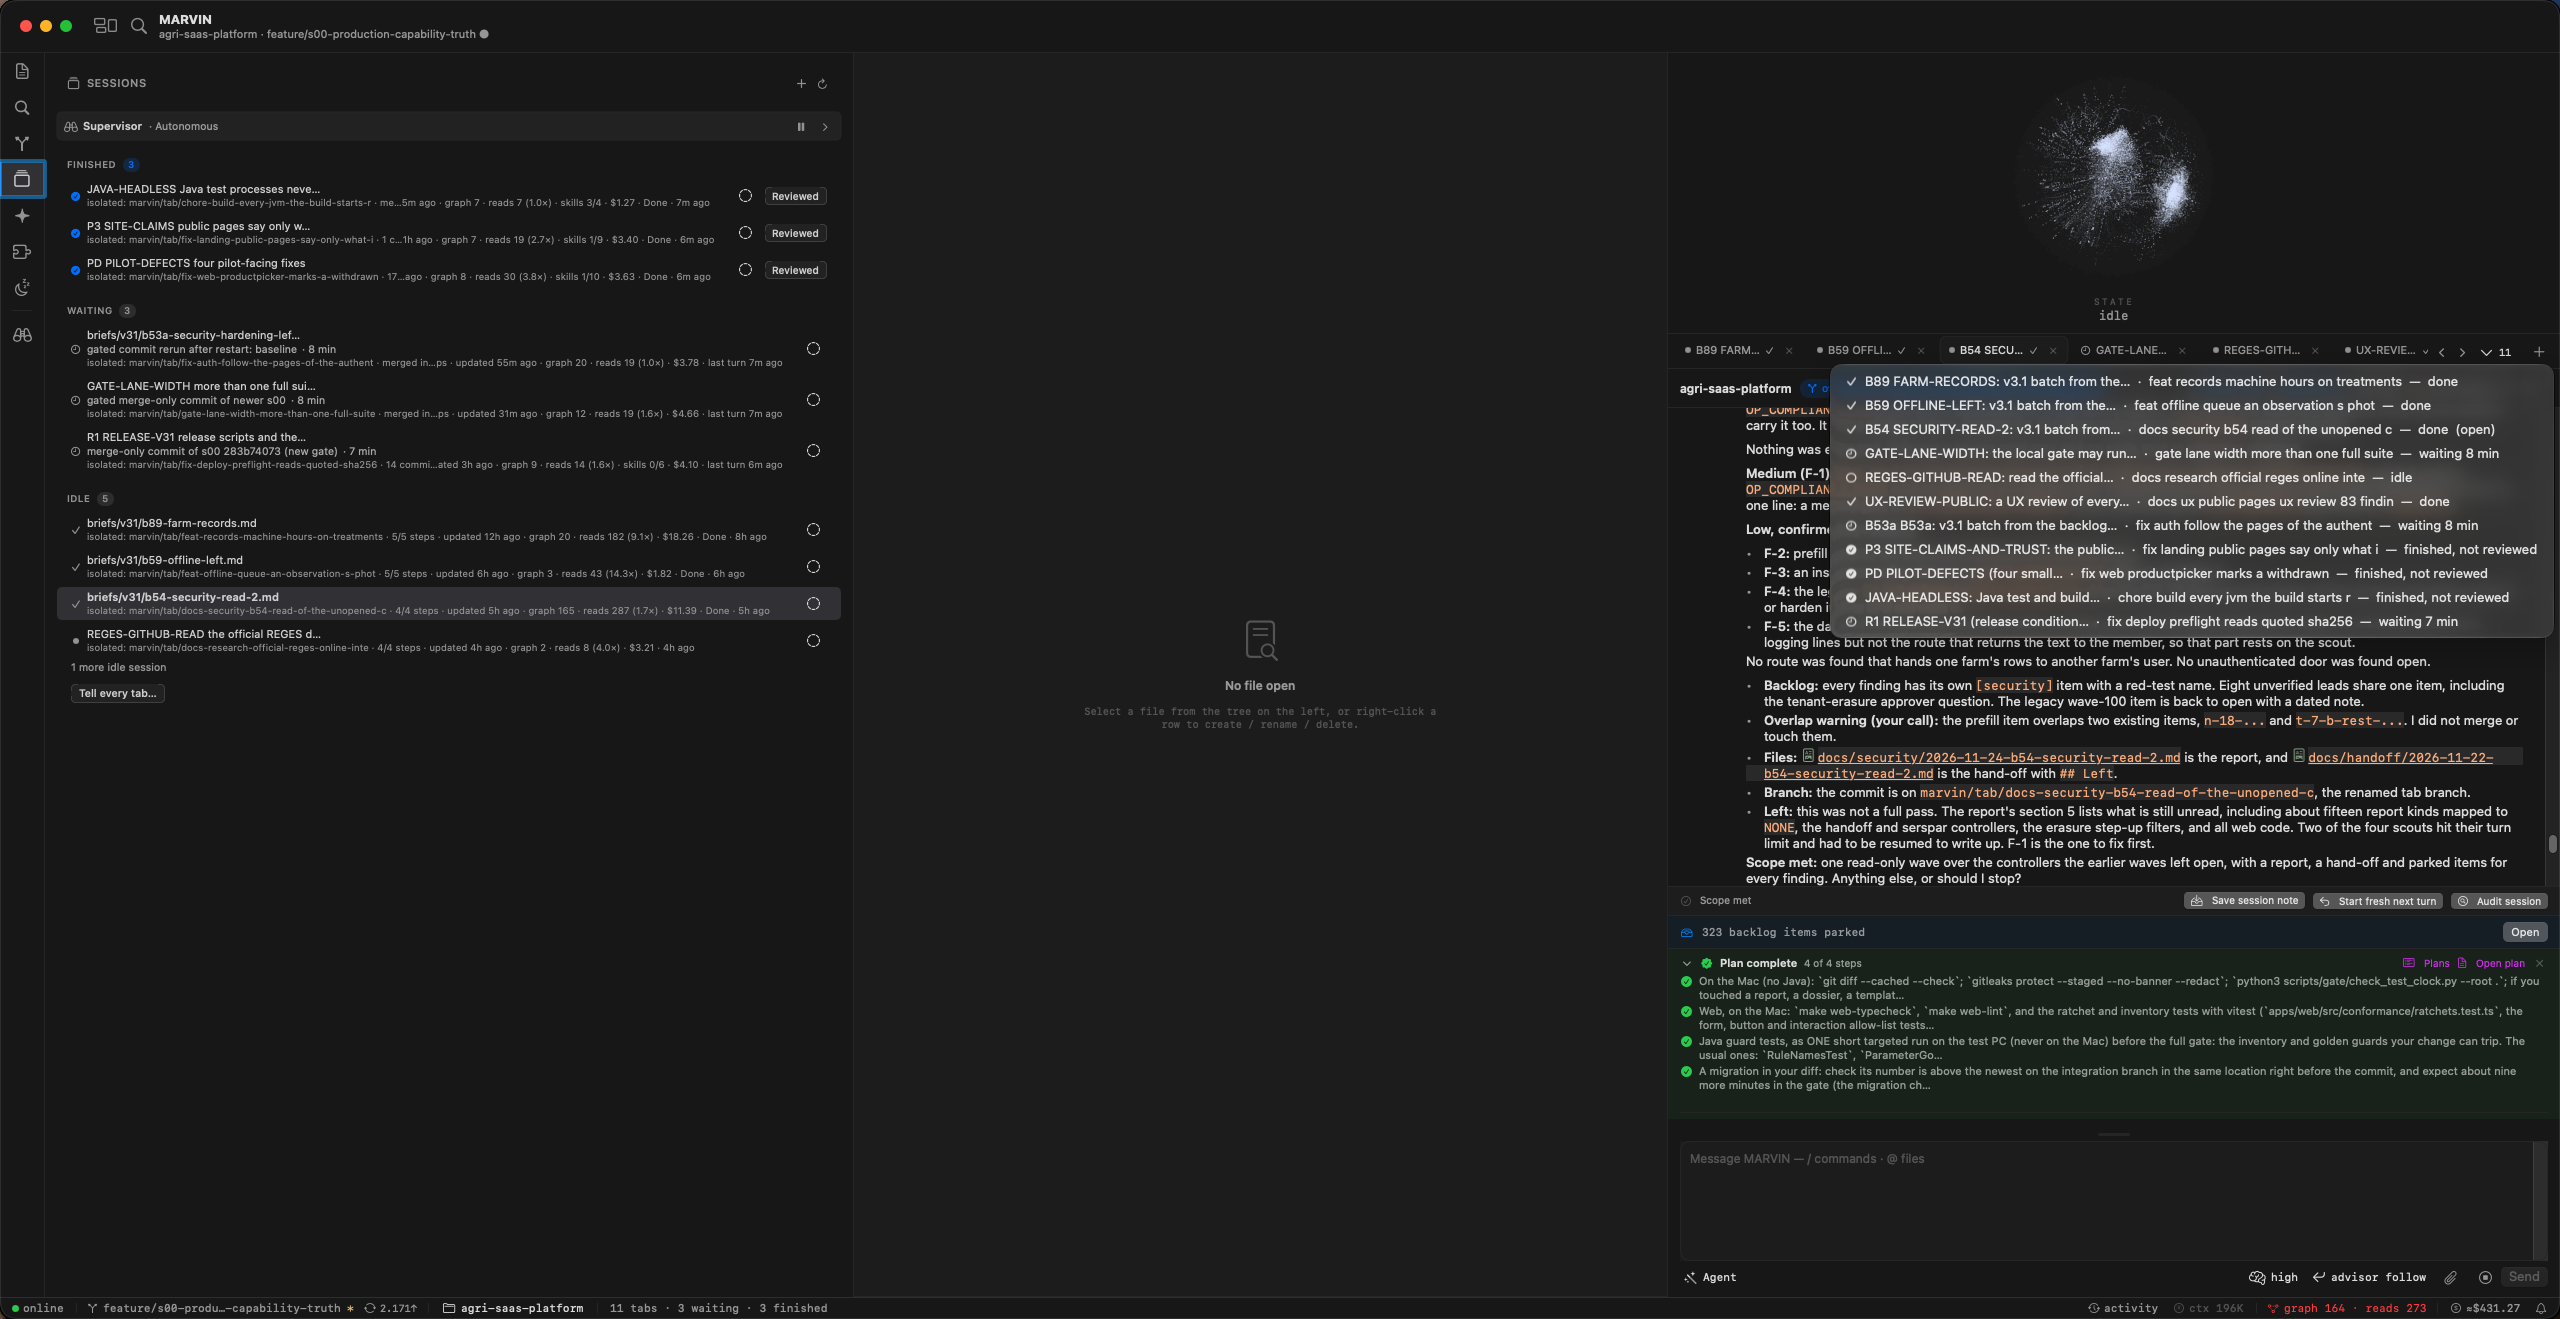 MARVIN
agri-saas-platform · feature/s00-production-capability-truth
SESSIONS
Supervisor · Autonomous
FINISHED 3
JAVA-HEADLESS Java test processes neve...
isolated: marvin/tab/chore-build-every-jvm-the-build-starts-r · me...5m ago · graph 7 · reads 7 (1.0×) · skills 3/4 · $1.27 · Done · 7m ago
Reviewed
P3 SITE-CLAIMS public pages say only w...
isolated: marvin/tab/fix-landing-public-pages-say-only-what-i · 1 c...1h ago · graph 7 · reads 19 (2.7×) · skills 1/9 · $3.40 · Done · 6m ago
Reviewed
PD PILOT-DEFECTS four pilot-facing fixes
isolated: marvin/tab/fix-web-productpicker-marks-a-withdrawn · 17...ago · graph 8 · reads 30 (3.8×) · skills 1/10 · $3.63 · Done · 6m ago
Reviewed
WAITING 3
briefs/v31/b53a-security-hardening-lef...
gated commit rerun after restart: baseline · 8 min
isolated: marvin/tab/fix-auth-follow-the-pages-of-the-authent · merged in...ps · updated 55m ago · graph 20 · reads 19 (1.0×) · $3.78 · last turn 7m ago
GATE-LANE-WIDTH more than one full sui...
gated merge-only commit of newer s00 · 8 min
isolated: marvin/tab/gate-lane-width-more-than-one-full-suite · merged in...ps · updated 31m ago · graph 12 · reads 19 (1.6×) · $4.66 · last turn 7m ago
R1 RELEASE-V31 release scripts and the...
merge-only commit of s00 283b74073 (new gate) · 7 min
isolated: marvin/tab/fix-deploy-preflight-reads-quoted-sha256 · 14 commi...ated 3h ago · graph 9 · reads 14 (1.6×) · skills 0/6 · $4.10 · last turn 6m ago
IDLE 5
briefs/v31/b89-farm-records.md
isolated: marvin/tab/feat-records-machine-hours-on-treatments · 5/5 steps · updated 12h ago · graph 20 · reads 182 (9.1×) · $18.26 · Done · 8h ago
briefs/v31/b59-offline-left.md
isolated: marvin/tab/feat-offline-queue-an-observation-s-phot · 5/5 steps · updated 6h ago · graph 3 · reads 43 (14.3×) · $1.82 · Done · 6h ago
briefs/v31/b54-security-read-2.md
isolated: marvin/tab/docs-security-b54-read-of-the-unopened-c · 4/4 steps · updated 5h ago · graph 165 · reads 287 (1.7×) · $11.39 · Done · 5h ago
REGES-GITHUB-READ the official REGES d...
isolated: marvin/tab/docs-research-official-reges-online-inte · 4/4 steps · updated 4h ago · graph 2 · reads 8 (4.0×) · $3.21 · 4h ago
1 more idle session
Tell every tab...
No file open
Select a file from the tree on the left, or right-click a
row to create / rename / delete.
STATE
idle
B89 FARM... B59 OFFLI... B54 SECU... GATE-LANE... REGES-GITH... UX-REVIE... 11
agri-saas-platform
B89 FARM-RECORDS: v3.1 batch from the... · feat records machine hours on treatments — done
B59 OFFLINE-LEFT: v3.1 batch from the... · feat offline queue an observation s phot — done
B54 SECURITY-READ-2: v3.1 batch from... · docs security b54 read of the unopened c — done (open)
GATE-LANE-WIDTH: the local gate may run... · gate lane width more than one full suite — waiting 8 min
REGES-GITHUB-READ: read the official... · docs research official reges online inte — idle
UX-REVIEW-PUBLIC: a UX review of every... · docs ux public pages ux review 83 findin — done
B53a B53a: v3.1 batch from the backlog... · fix auth follow the pages of the authent — waiting 8 min
P3 SITE-CLAIMS-AND-TRUST: the public... · fix landing public pages say only what i — finished, not reviewed
PD PILOT-DEFECTS (four small... · fix web productpicker marks a withdrawn — finished, not reviewed
JAVA-HEADLESS: Java test and build... · chore build every jvm the build starts r — finished, not reviewed
R1 RELEASE-V31 (release condition... · fix deploy preflight reads quoted sha256 — waiting 7 min
OP_COMPLIAN
carry it too. It
Nothing was e
Medium (F-1)
OP_COMPLIAN
one line: a me
Low, confirme
F-2: prefill
F-3: an ins
F-4: the le
or harden i
F-5: the da
logging lines but not the route that returns the text to the member, so that part rests on the scout.
No route was found that hands one farm's rows to another farm's user. No unauthenticated door was found open.
Backlog: every finding has its own [security] item with a red-test name. Eight unverified leads share one item, including
the tenant-erasure approver question. The legacy wave-100 item is back to open with a dated note.
Overlap warning (your call): the prefill item overlaps two existing items, n-18-... and t-7-b-rest-.... I did not merge or
touch them.
Files: docs/security/2026-11-24-b54-security-read-2.md is the report, and docs/handoff/2026-11-22-
b54-security-read-2.md is the hand-off with ## Left.
Branch: the commit is on marvin/tab/docs-security-b54-read-of-the-unopened-c, the renamed tab branch.
Left: this was not a full pass. The report's section 5 lists what is still unread, including about fifteen report kinds mapped to
NONE, the handoff and serspar controllers, the erasure step-up filters, and all web code. Two of the four scouts hit their turn
limit and had to be resumed to write up. F-1 is the one to fix first.
Scope met: one read-only wave over the controllers the earlier waves left open, with a report, a hand-off and parked items for
every finding. Anything else, or should I stop?
Scope met
Save session note
Start fresh next turn
Audit session
323 backlog items parked
Open
Plan complete 4 of 4 steps
Plans
Open plan
On the Mac (no Java): `git diff --cached --check`; `gitleaks protect --staged --no-banner --redact`; `python3 scripts/gate/check_test_clock.py --root .`; if you
touched a report, a dossier, a templat...
Web, on the Mac: `make web-typecheck`, `make web-lint`, and the ratchet and inventory tests with vitest (`apps/web/src/conformance/ratchets.test.ts`, the
form, button and interaction allow-list tests...
Java guard tests, as ONE short targeted run on the test PC (never on the Mac) before the full gate: the inventory and golden guards your change can trip. The
usual ones: `RuleNamesTest`, `ParameterGo...
A migration in your diff: check its number is above the newest on the integration branch in the same location right before the commit, and expect about nine
more minutes in the gate (the migration ch...
Message MARVIN — / commands · @ files
Agent
high
advisor follow
Send
online
feature/s00-produ…-capability-truth *
2.171↑
agri-saas-platform
11 tabs · 3 waiting · 3 finished
activity
ctx 196K
graph 164 · reads 273
≈$431.27